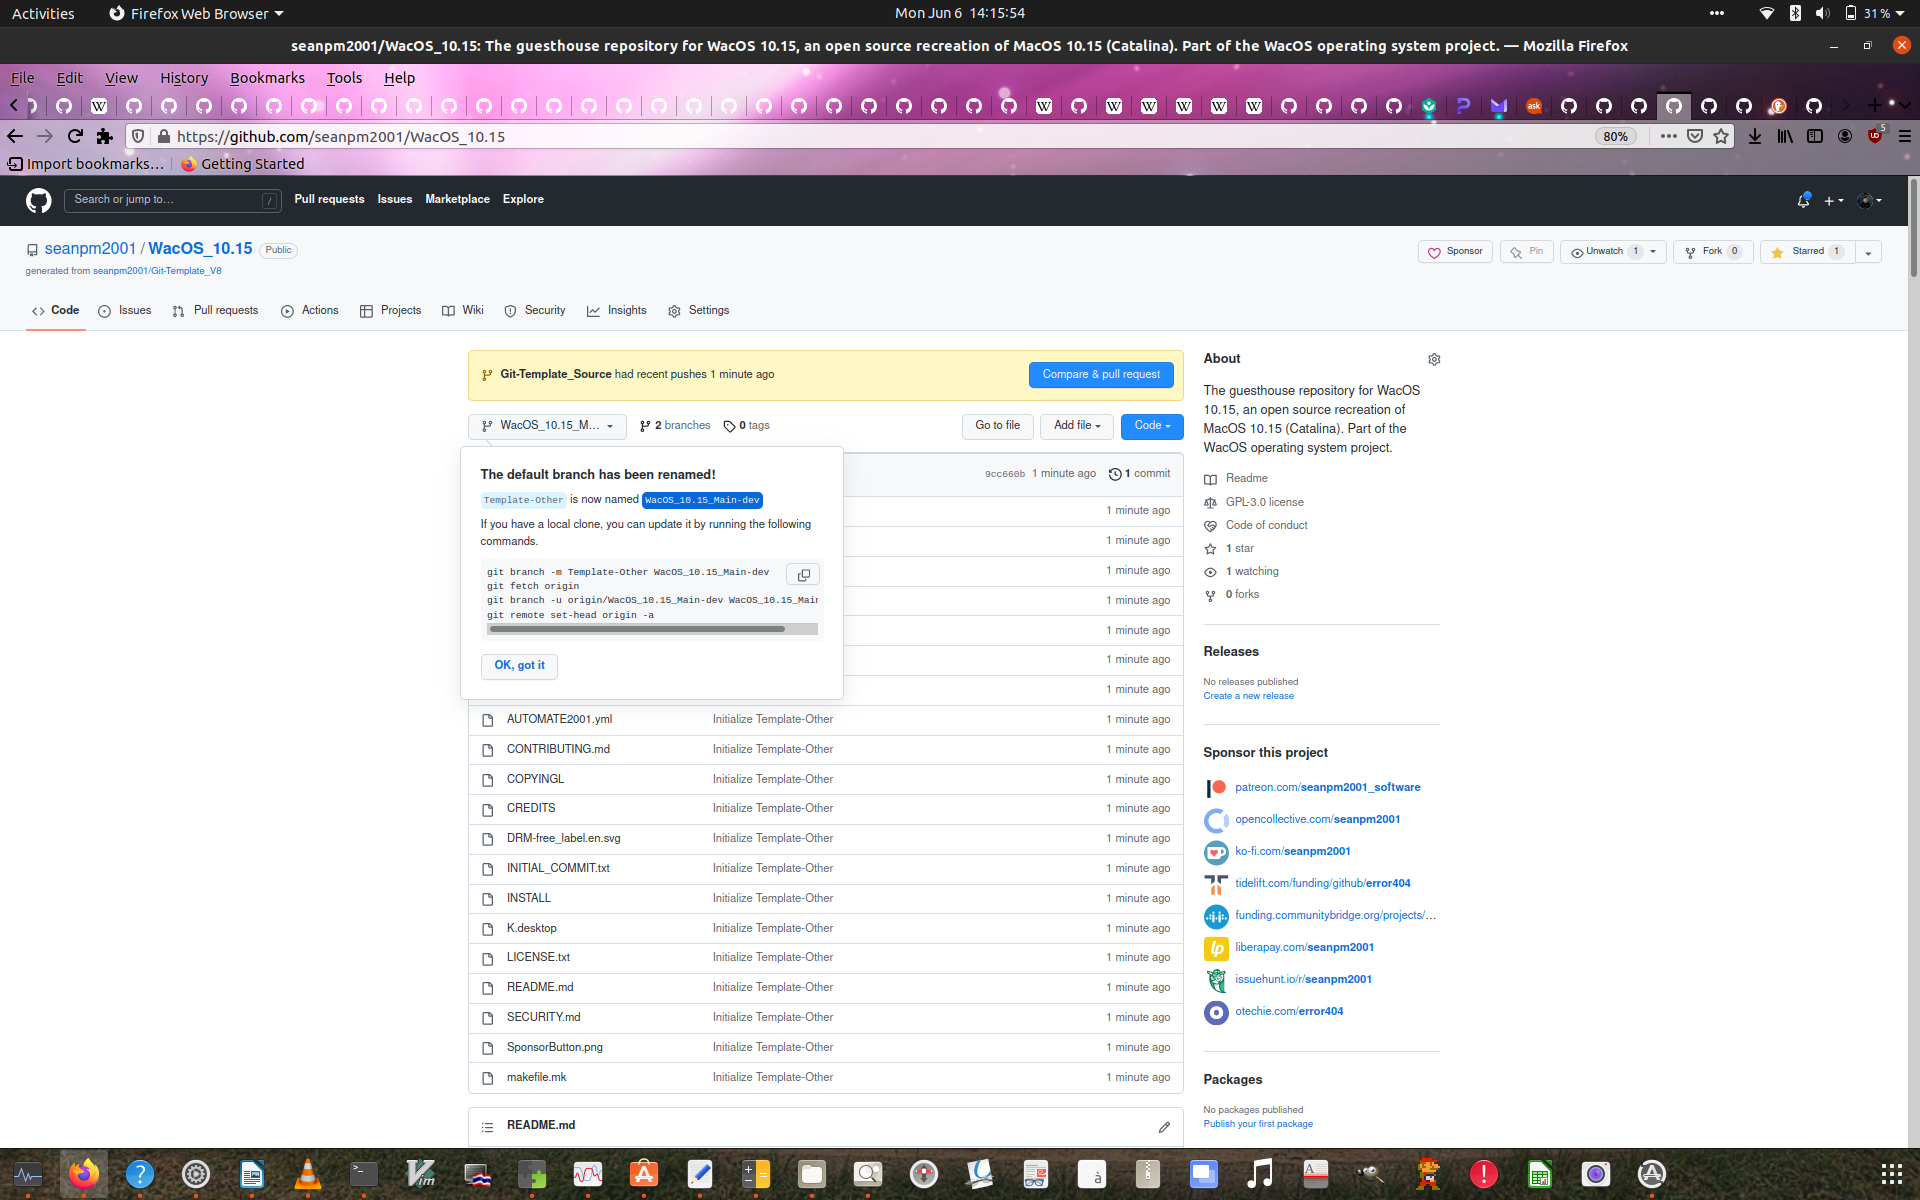 Activities Firefox Web Browser Mon Jun 6 14:15:54 31 %
seanpm2001/WacOS_10.15: The guesthouse repository for WacOS 10.15, an open source recreation of MacOS 10.15 (Catalina). Part of the WacOS operating system project. — Mozilla Firefox
File Edit View History Bookmarks Tools Help
https://github.com/seanpm2001/WacOS_10.15 80% 5
Import bookmarks… Getting Started
Search or jump to… / Pull requests Issues Marketplace Explore
seanpm2001 / WacOS_10.15 Public Sponsor Pin Unwatch 1 Fork 0 Starred 1
generated from seanpm2001/Git-Template_V8
Code Issues Pull requests Actions Projects Wiki Security Insights Settings
Git-Template_Source had recent pushes 1 minute ago Compare & pull request
WacOS_10.15_M... 2 branches 0 tags Go to file Add file Code
The default branch has been renamed!
Template-Other is now named WacOS_10.15_Main-dev
If you have a local clone, you can update it by running the following
commands.
git branch -m Template-Other WacOS_10.15_Main-dev
git fetch origin
git branch -u origin/WacOS_10.15_Main-dev WacOS_10.15_Main
git remote set-head origin -a
OK, got it
9cc660b 1 minute ago 1 commit
1 minute ago
1 minute ago
1 minute ago
1 minute ago
1 minute ago
1 minute ago
1 minute ago
AUTOMATE2001.yml Initialize Template-Other 1 minute ago
CONTRIBUTING.md Initialize Template-Other 1 minute ago
COPYINGL Initialize Template-Other 1 minute ago
CREDITS Initialize Template-Other 1 minute ago
DRM-free_label.en.svg Initialize Template-Other 1 minute ago
INITIAL_COMMIT.txt Initialize Template-Other 1 minute ago
INSTALL Initialize Template-Other 1 minute ago
K.desktop Initialize Template-Other 1 minute ago
LICENSE.txt Initialize Template-Other 1 minute ago
README.md Initialize Template-Other 1 minute ago
SECURITY.md Initialize Template-Other 1 minute ago
SponsorButton.png Initialize Template-Other 1 minute ago
makefile.mk Initialize Template-Other 1 minute ago
README.md
About
The guesthouse repository for WacOS
10.15, an open source recreation of
MacOS 10.15 (Catalina). Part of the
WacOS operating system project.
Readme
GPL-3.0 license
Code of conduct
1 star
1 watching
0 forks
Releases
No releases published
Create a new release
Sponsor this project
patreon.com/seanpm2001_software
opencollective.com/seanpm2001
ko-fi.com/seanpm2001
tidelift.com/funding/github/error404
funding.communitybridge.org/projects/...
liberapay.com/seanpm2001
issuehunt.io/r/seanpm2001
otechie.com/error404
Packages
No packages published
Publish your first package